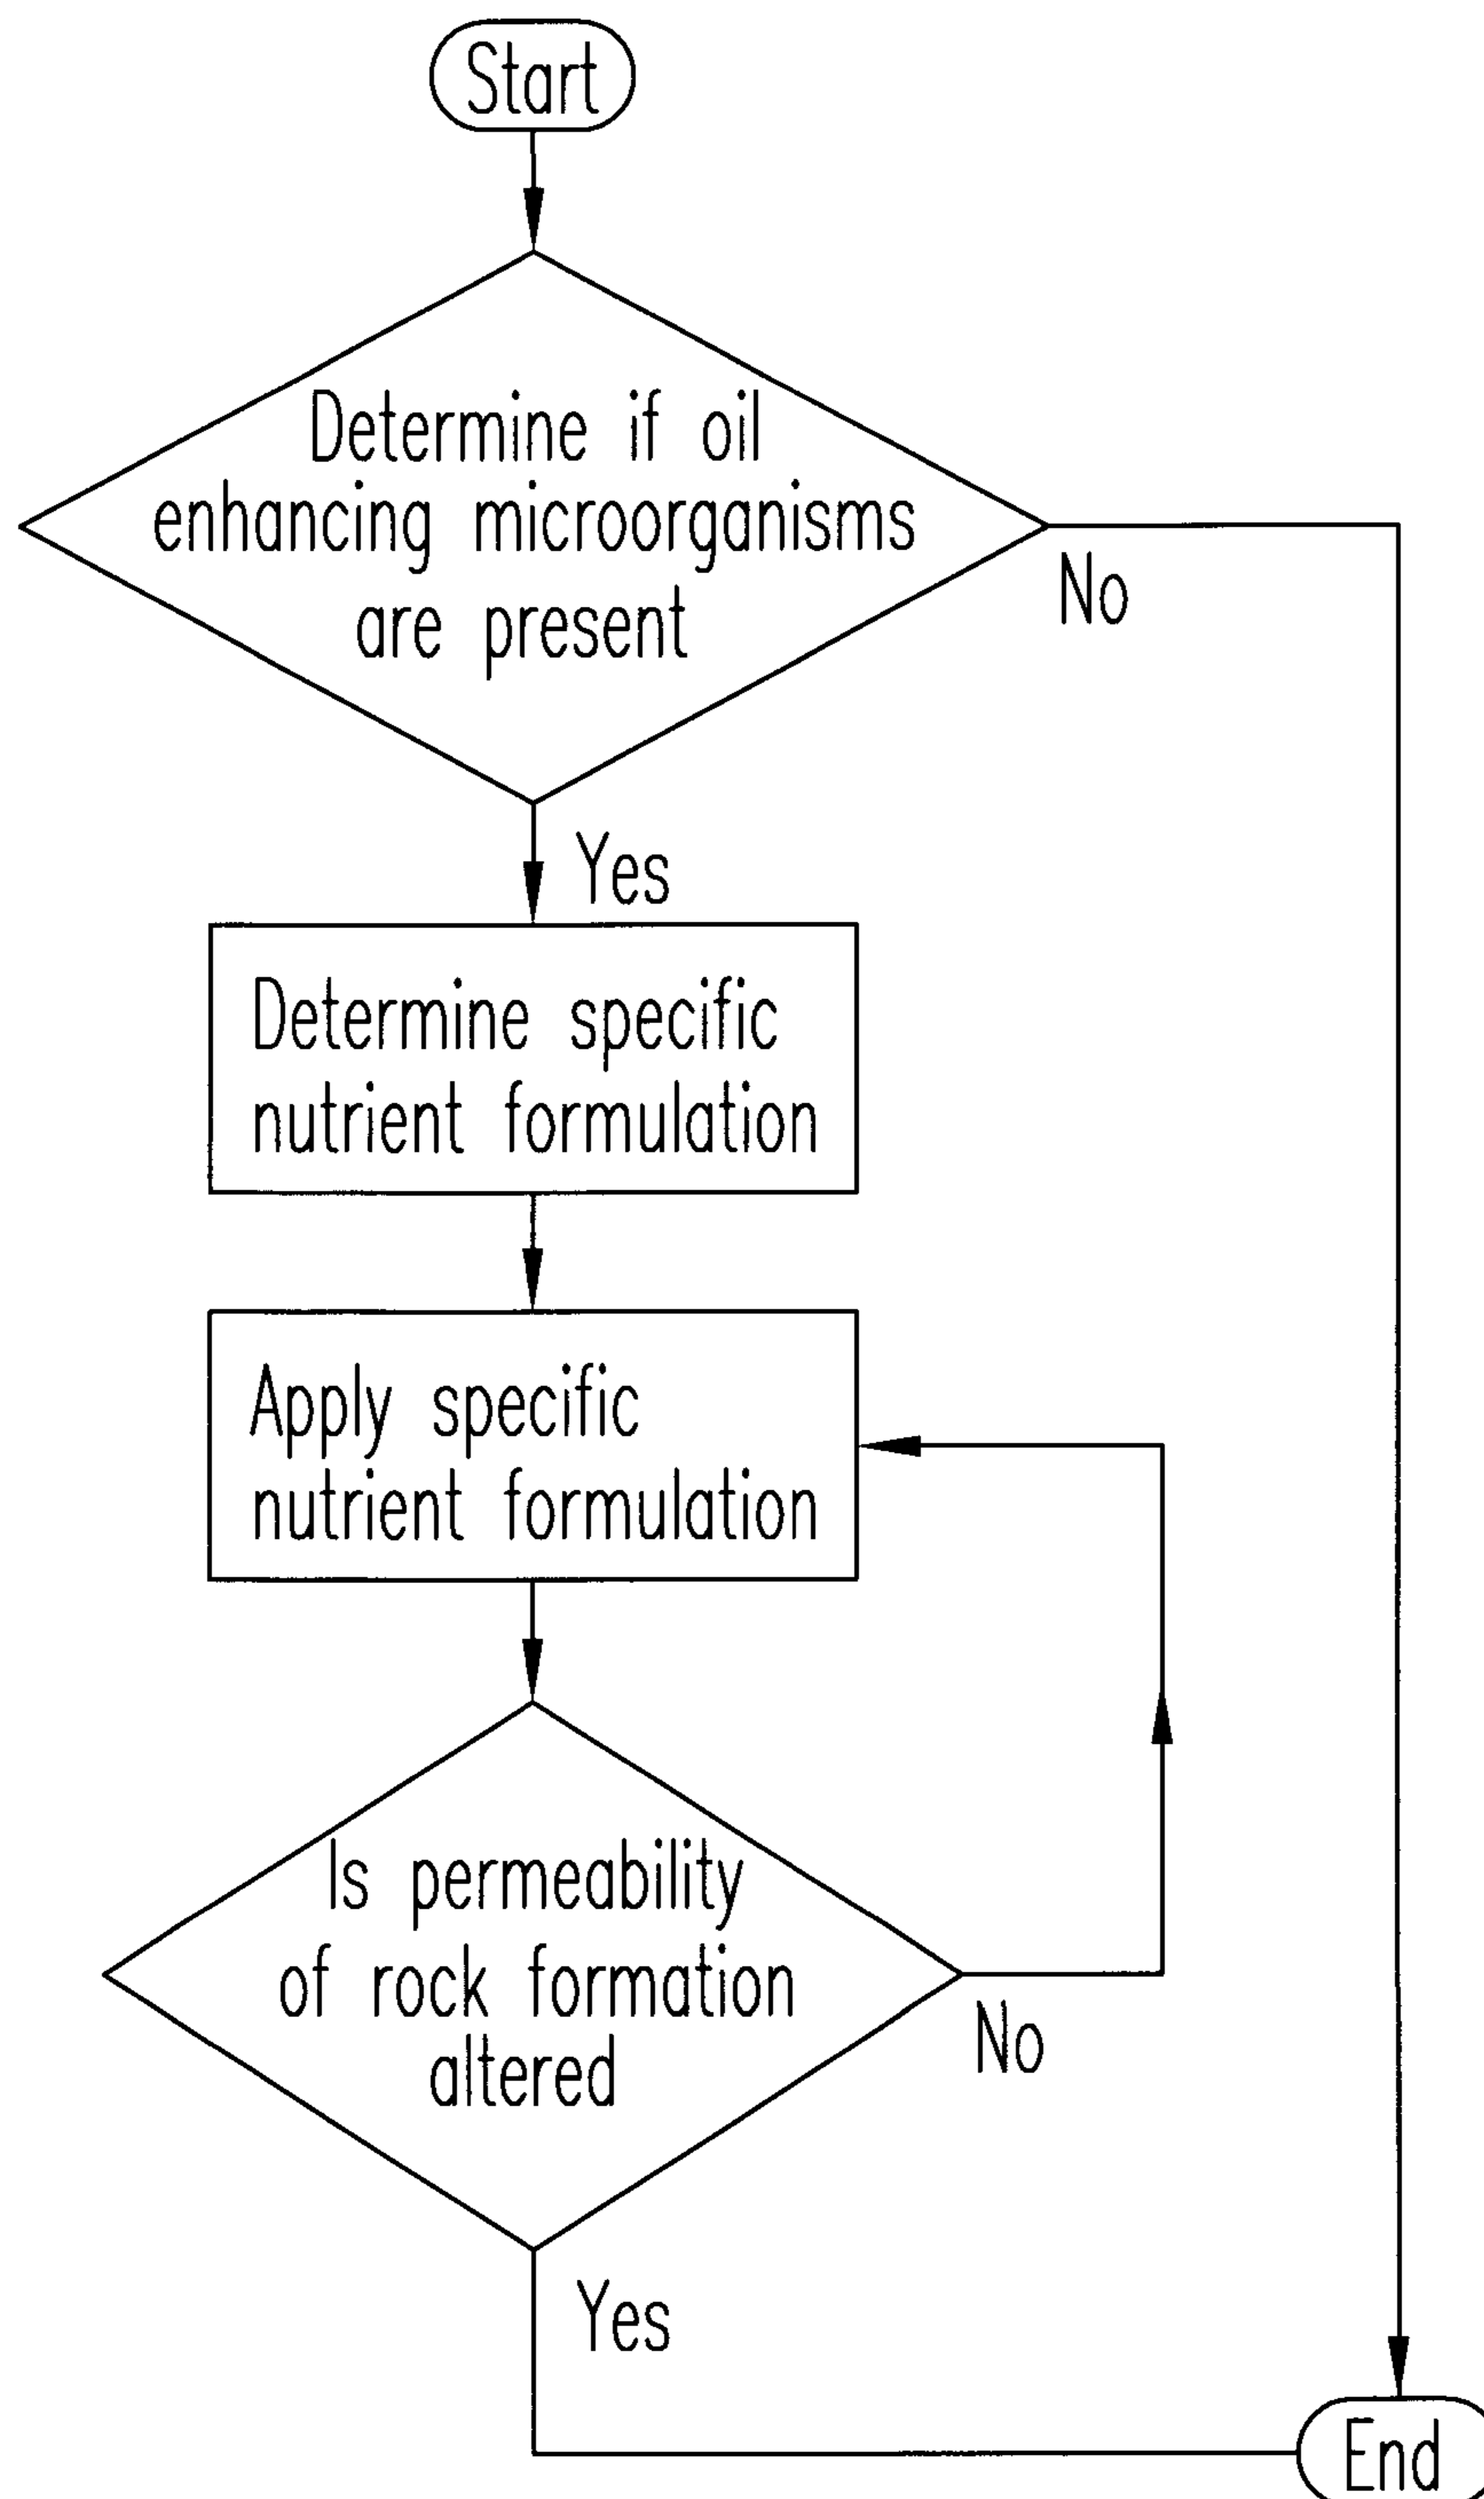 Start
Determine if oil
enhancing microorganisms
are present
No
Yes
Determine specific
nutrient formulation
Apply specific
nutrient formulation
Is permeability
of rock formation
altered
No
Yes
End